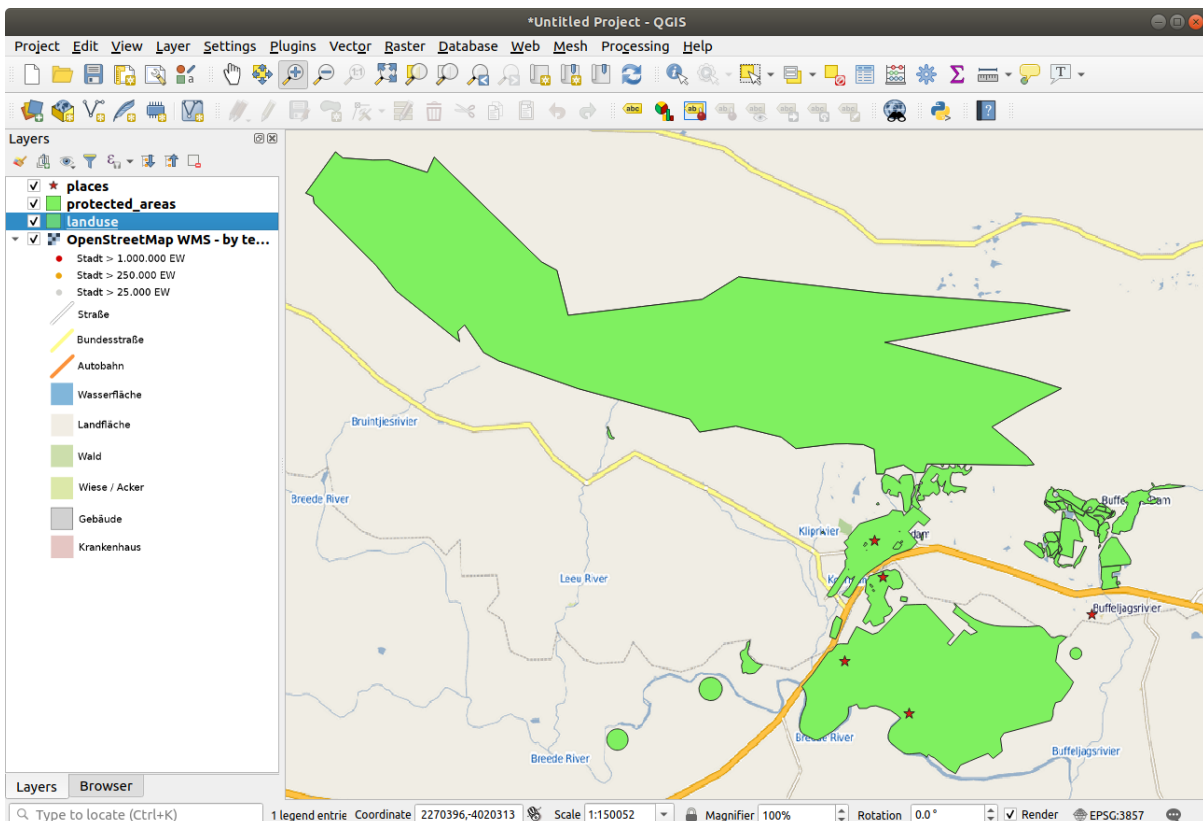 *Untitled Project - QGIS
Project Edit View Layer Settings Plugins Vector Raster Database Web Mesh Processing Help
Layers
places
protected_areas
landuse
OpenStreetMap WMS - by te...
Stadt > 1.000.000 EW
Stadt > 250.000 EW
Stadt > 25.000 EW
Straße
Bundesstraße
Autobahn
Wasserfläche
Landfläche
Wald
Wiese / Acker
Gebäude
Krankenhaus
Bruintjiesrivier
Breede River
Kliprivier
dam
Leeu River
Buffeljagsrivier
Breede River
Breede River
Buffeljagsrivier
Layers Browser
Type to locate (Ctrl+K)
1 legend entrie Coordinate 2270396,-4020313 Scale 1:150052 Magnifier 100% Rotation 0.0 ° Render EPSG:3857